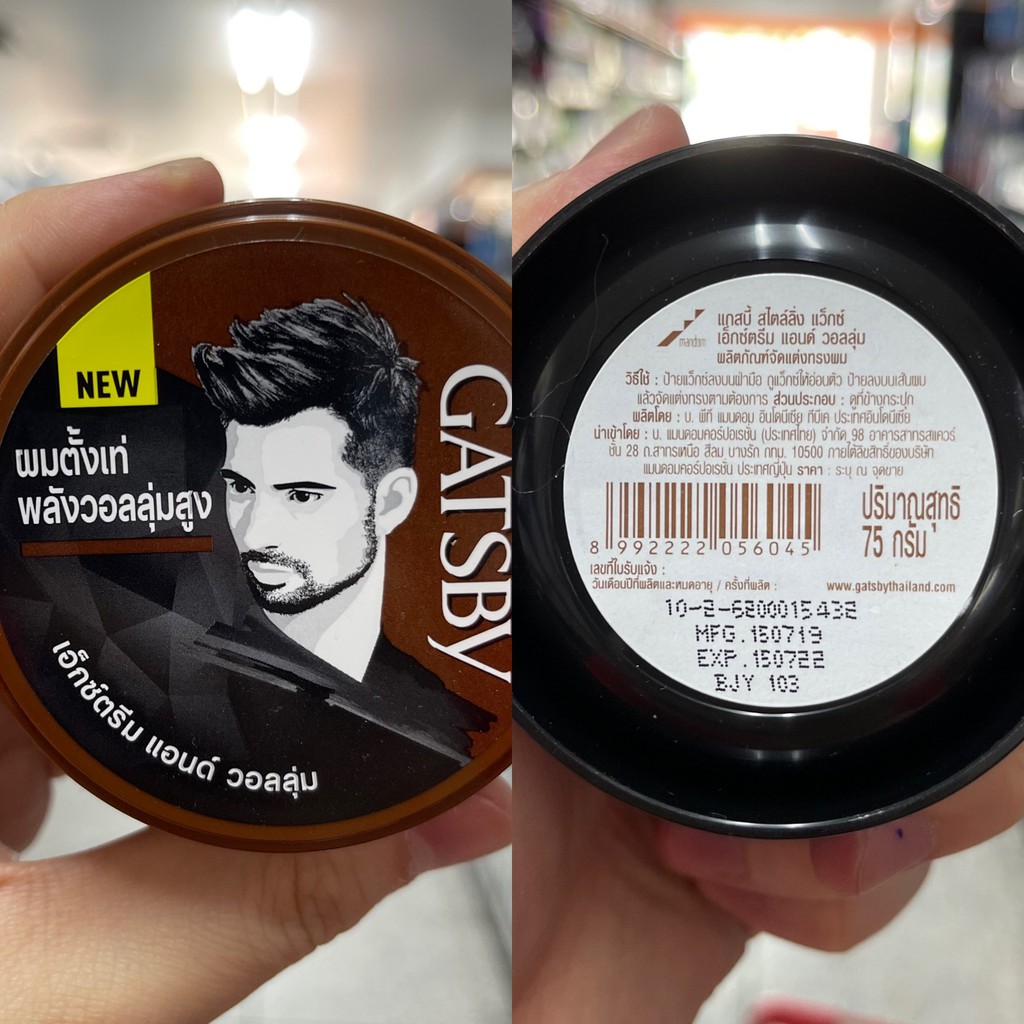 NEW
ผมตั้งเท่
พลังวอลลุ่มสูง
GATSBY
เอ็กซ์ตรีม แอนด์ วอลลุ่ม
mandom
แกสบี้ สไตล์ลิ่ง แว็กซ์
เอ็กซ์ตรีม แอนด์ วอลลุ่ม
ผลิตภัณฑ์จัดแต่งทรงผม
วิธีใช้ : ป้ายแว็กซ์ลงบนฝ่ามือ ถูแว็กซ์ให้อ่อนตัว ป้ายลงบนเส้นผม
แล้วจัดแต่งทรงตามต้องการ ส่วนประกอบ : ดูที่ข้างกระปุก
ผลิตโดย : บ. พีที แมนดอม อินโดนีเซีย ทีบีเค ประเทศอินโดนีเซีย
นำเข้าโดย : บ. แมนดอมคอร์ปอเรชั่น (ประเทศไทย) จำกัด 98 อาคารสาทรสแควร์
ชั้น 28 ถ.สาทรเหนือ สีลม บางรัก กทม. 10500 ภายใต้ลิขสิทธิ์ของบริษัท
แมนดอมคอร์ปอเรชั่น ประเทศญี่ปุ่น ราคา : ระบุ ณ จุดขาย
8 992222 056045
ปริมาณสุทธิ
75 กรัม
เลขที่ใบรับแจ้ง :
วันเดือนปีที่ผลิตและหมดอายุ / ครั้งที่ผลิต :
www.gatsbythailand.com
10-2-6200015432
MFG.150719
EXP.150722
BJY 103